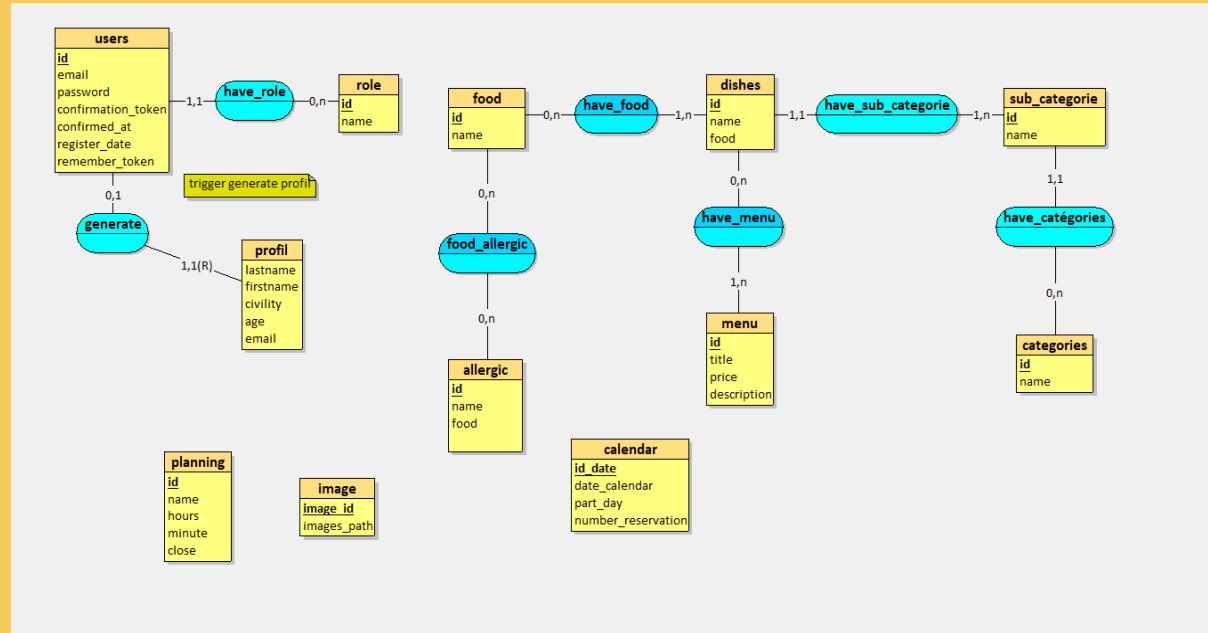 users
id
email
password
confirmation_token
confirmed_at
register_date
remember_token
1,1
have_role
0,n
role
id
name
trigger generate profil
0,1
generate
1,1(R)
profil
lastname
firstname
civility
age
email
food
id
name
0,n
have_food
1,n
dishes
id
name
food
1,1
have_sub_categorie
1,n
sub_categorie
id
name
0,n
food_allergic
0,n
allergic
id
name
food
0,n
have_menu
1,n
menu
id
title
price
description
1,1
have_catégories
0,n
categories
id
name
planning
id
name
hours
minute
close
image
image_id
images_path
calendar
id_date
date_calendar
part_day
number_reservation